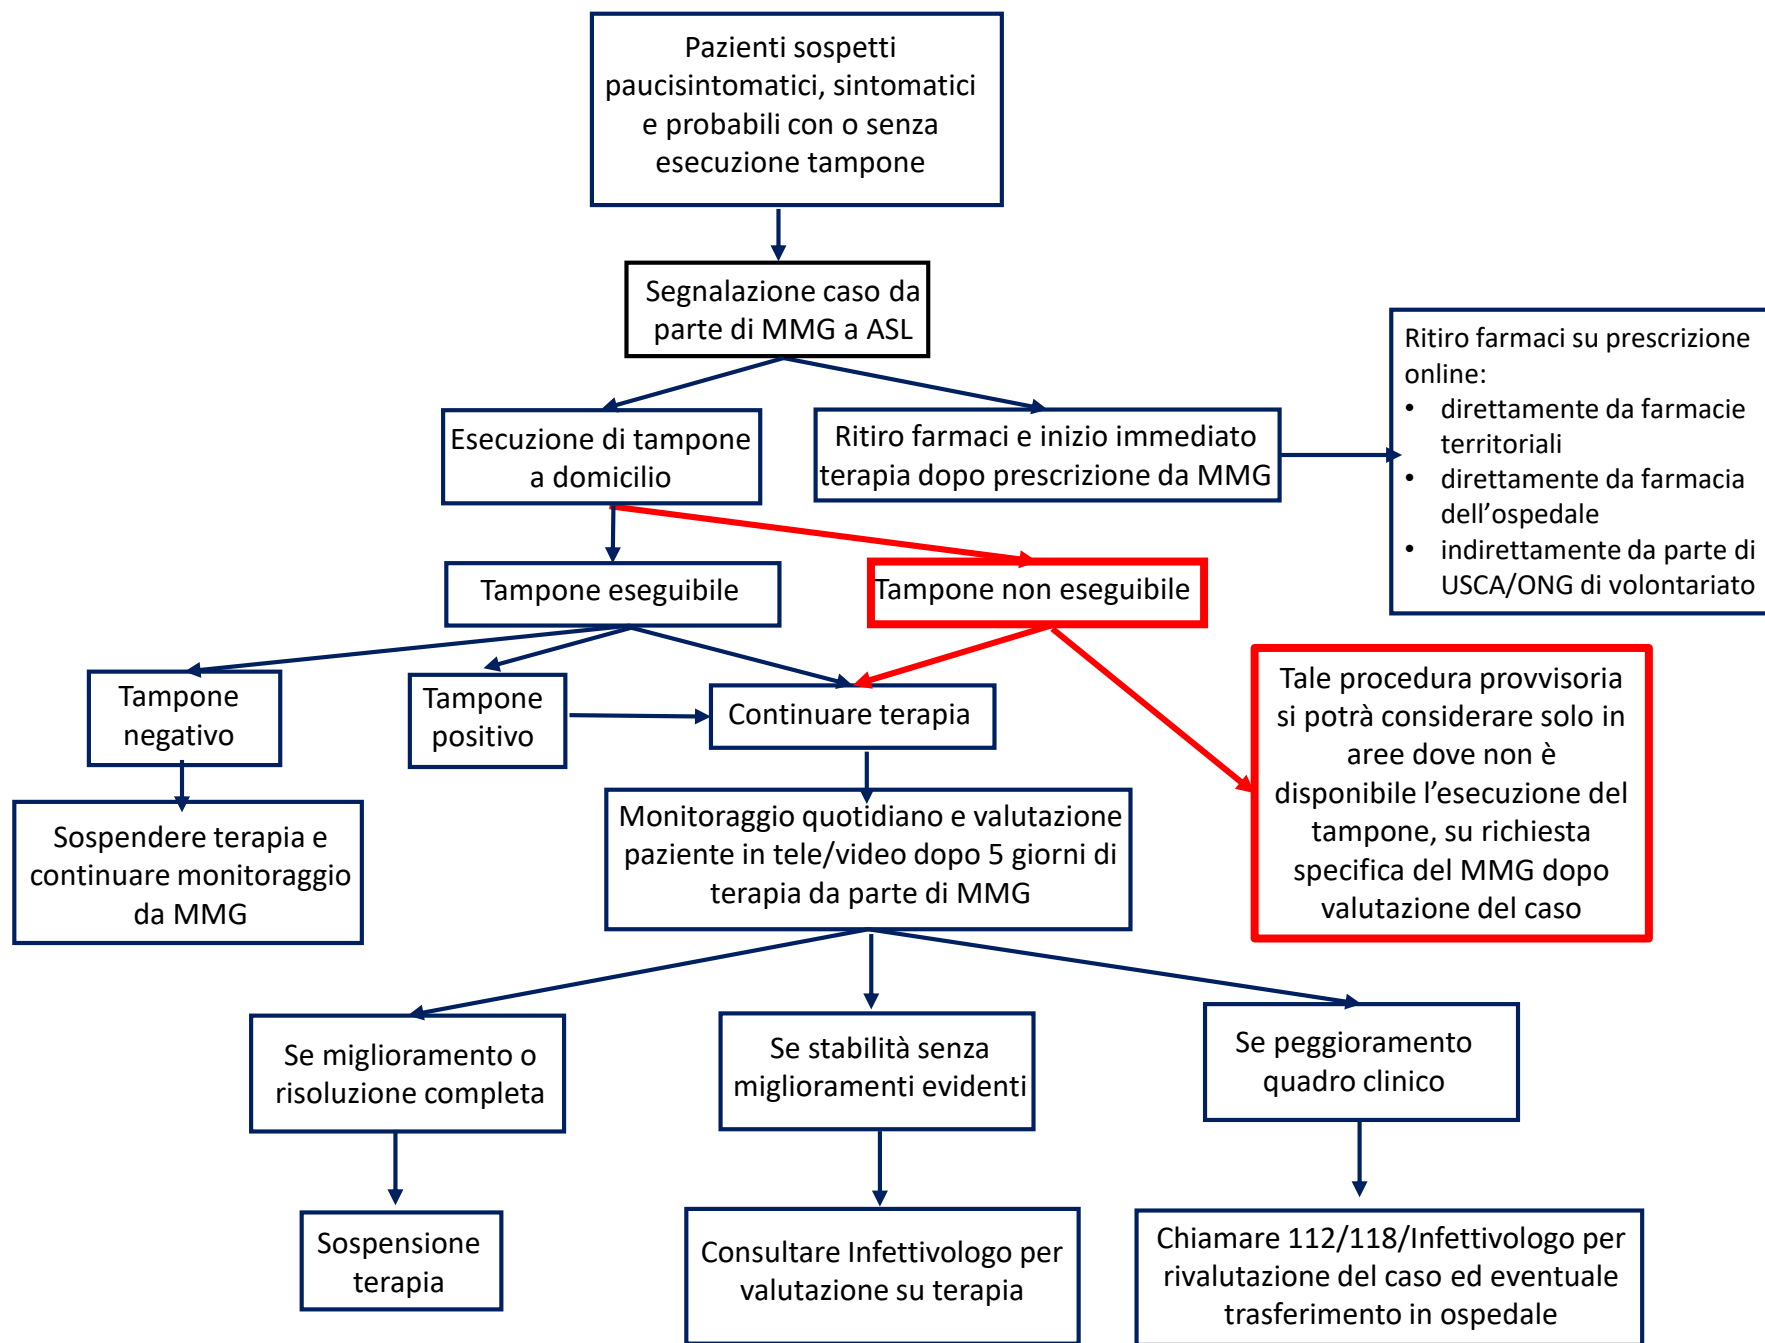 Pazienti sospetti
paucisintomatici, sintomatici
e probabili con o senza
esecuzione tampone
Segnalazione caso da
parte di MMG a ASL
Ritiro farmaci su prescrizione
online:
• direttamente da farmacie
territoriali
• direttamente da farmacia
dell'ospedale
• indirettamente da parte di
USCA/ONG di volontariato
Esecuzione di tampone
a domicilio
Ritiro farmaci e inizio immediato
terapia dopo prescrizione da MMG
Tampone eseguibile
Tampone non eseguibile
Tampone
negativo
Tampone
positivo
Continuare terapia
Tale procedura provvisoria
si potrà considerare solo in
aree dove non è
disponibile l'esecuzione del
tampone, su richiesta
specifica del MMG dopo
valutazione del caso
Sospendere terapia e
continuare monitoraggio
da MMG
Monitoraggio quotidiano e valutazione
paziente in tele/video dopo 5 giorni di
terapia da parte di MMG
Se miglioramento o
risoluzione completa
Se stabilità senza
miglioramenti evidenti
Se peggioramento
quadro clinico
Sospensione
terapia
Consultare Infettivologo per
valutazione su terapia
Chiamare 112/118/Infettivologo per
rivalutazione del caso ed eventuale
trasferimento in ospedale